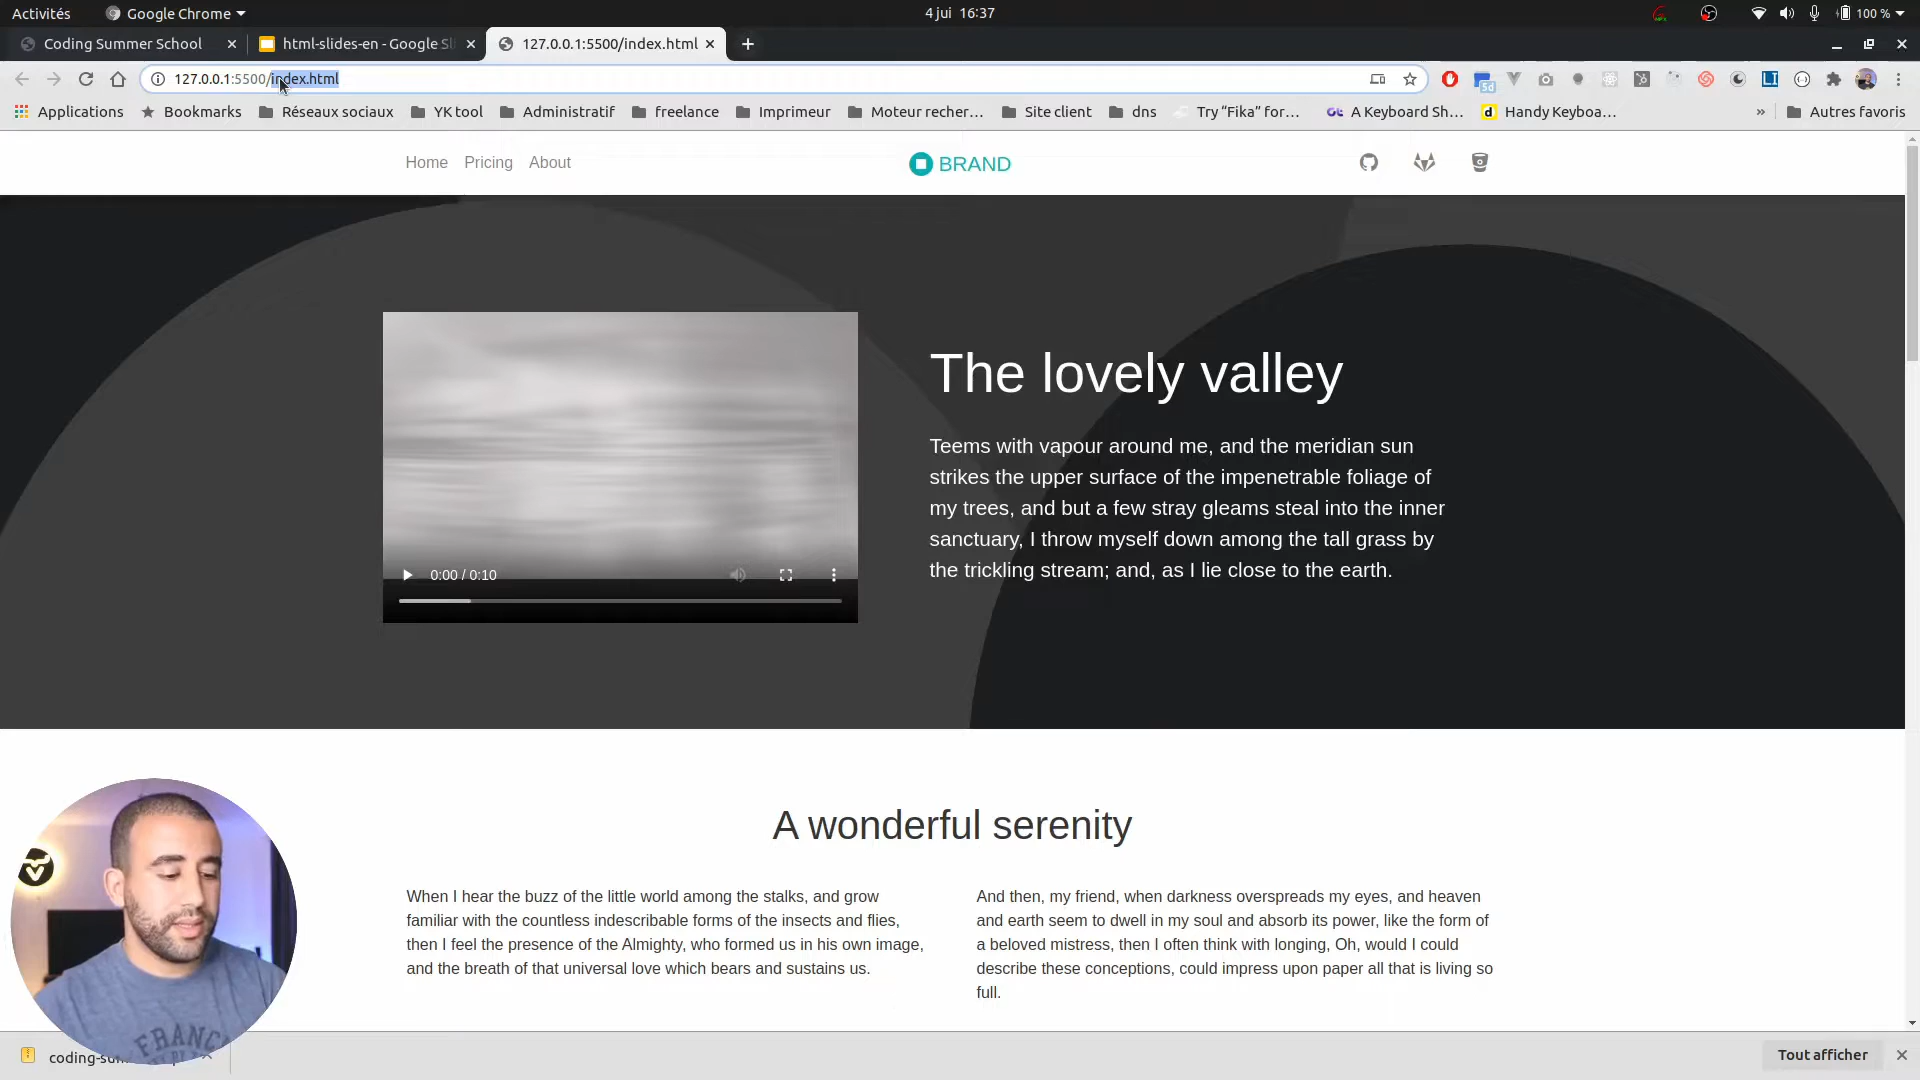 Activités
Google Chrome
4 jui 16:37
100 %
Coding Summer School
html-slides-en - Google Sl
127.0.0.1:5500/index.html
127.0.0.1:5500/index.html
5d
LI
Applications
Bookmarks
Réseaux sociaux
YK tool
Administratif
freelance
Imprimeur
Moteur recher…
Site client
dns
Try “Fika” for…
A Keyboard Sh…
Handy Keyboa…
»
Autres favoris
Home
Pricing
About
BRAND
The lovely valley
Teems with vapour around me, and the meridian sun
strikes the upper surface of the impenetrable foliage of
my trees, and but a few stray gleams steal into the inner
sanctuary, I throw myself down among the tall grass by
the trickling stream; and, as I lie close to the earth.
0:00 / 0:10
A wonderful serenity
When I hear the buzz of the little world among the stalks, and grow
familiar with the countless indescribable forms of the insects and flies,
then I feel the presence of the Almighty, who formed us in his own image,
and the breath of that universal love which bears and sustains us.
And then, my friend, when darkness overspreads my eyes, and heaven
and earth seem to dwell in my soul and absorb its power, like the form of
a beloved mistress, then I often think with longing, Oh, would I could
describe these conceptions, could impress upon paper all that is living so
full.
FRANC
coding-su
Tout afficher